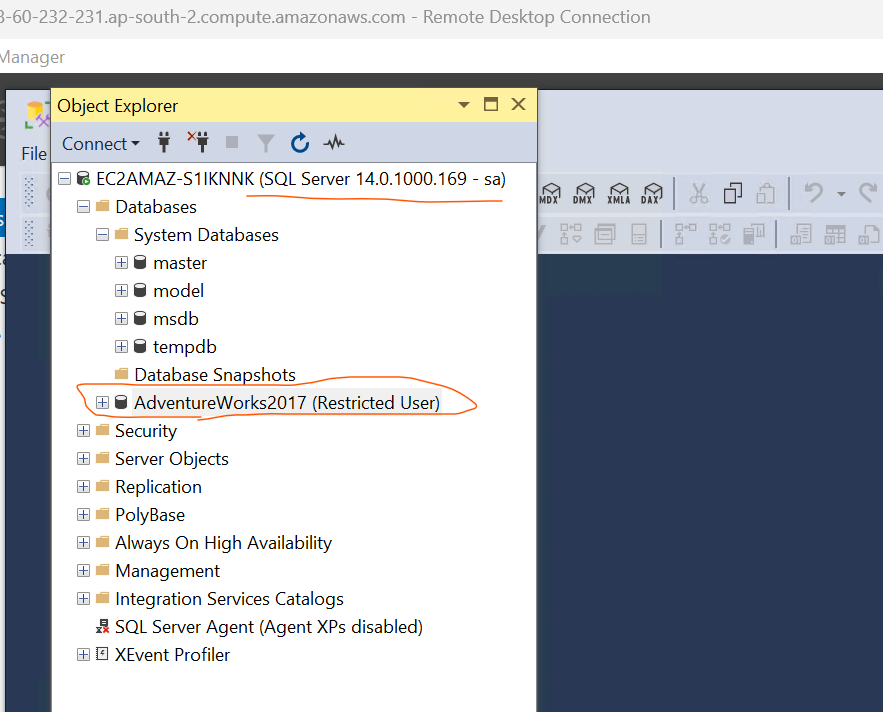 3-60-232-231.ap-south-2.compute.amazonaws.com - Remote Desktop Connection
Manager
Object Explorer
File
Connect
EC2AMAZ-S1IKNNK (SQL Server 14.0.1000.169 - sa)
MDX DMX XMLA DAX
Databases
System Databases
master
model
msdb
tempdb
Database Snapshots
AdventureWorks2017 (Restricted User)
Security
Server Objects
Replication
PolyBase
Always On High Availability
Management
Integration Services Catalogs
SQL Server Agent (Agent XPs disabled)
XEvent Profiler